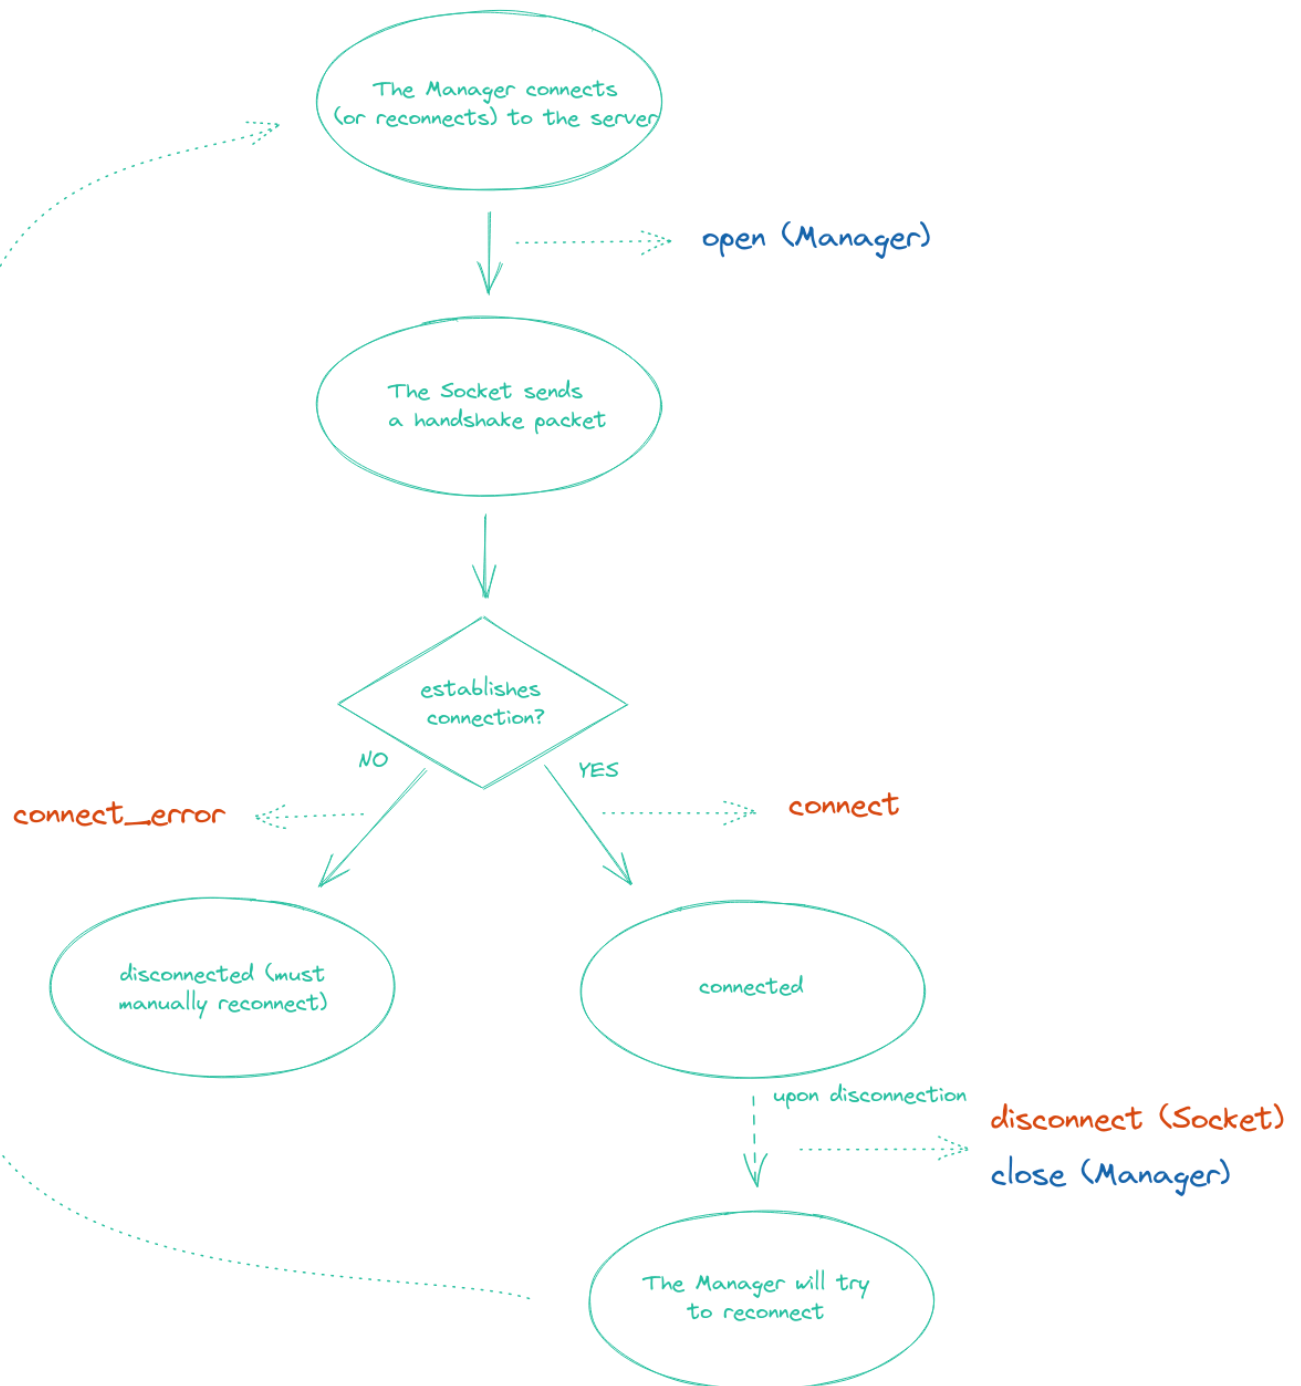 The Manager connects
(or reconnects) to the server
open (Manager)
The Socket sends
a handshake packet
establishes
connection?
NO
YES
connect_error
connect
disconnected (must
manually reconnect)
connected
upon disconnection
disconnect (Socket)
close (Manager)
The Manager will try
to reconnect